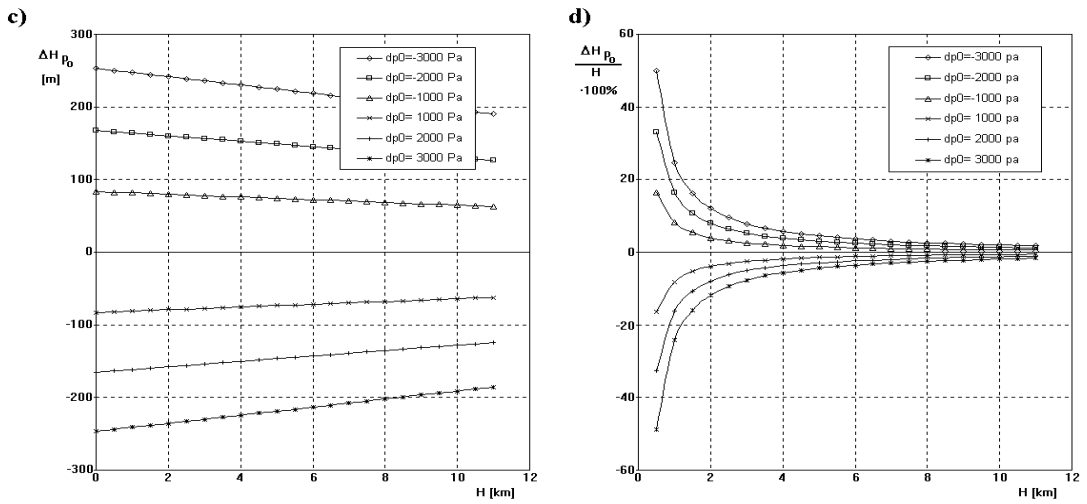 c)
ΔH p₀
[m]
300
200
100
0
-100
-200
-300
0 2 4 6 8 10 12
H [km]
dp0=-3000 Pa
dp0=-2000 Pa
dp0=-1000 Pa
dp0= 1000 Pa
dp0= 2000 Pa
dp0= 3000 Pa
d)
ΔH p₀
H
·100%
60
40
20
0
-20
-40
-60
0 2 4 6 8 10 12
H [km]
dp0=-3000 pa
dp0=-2000 Pa
dp0=-1000 Pa
dp0= 1000 pa
dp0= 2000 pa
dp0= 3000 pa